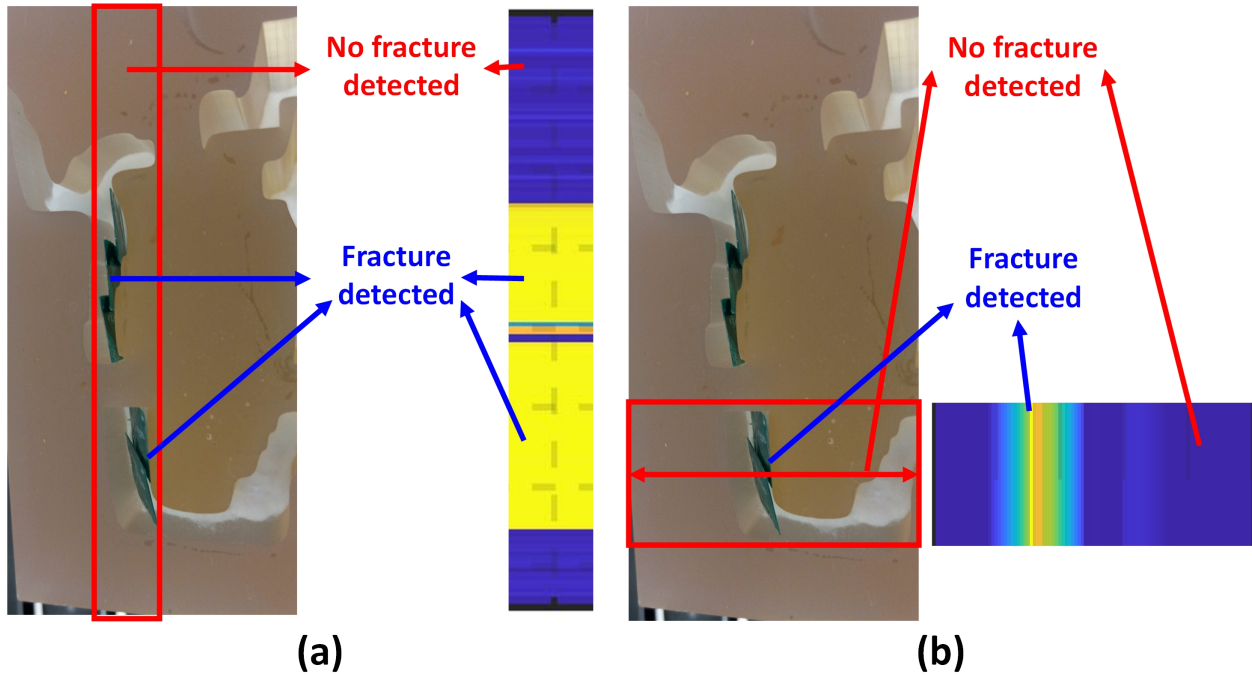 No fracture
detected
Fracture
detected
(a)
No fracture
detected
Fracture
detected
(b)